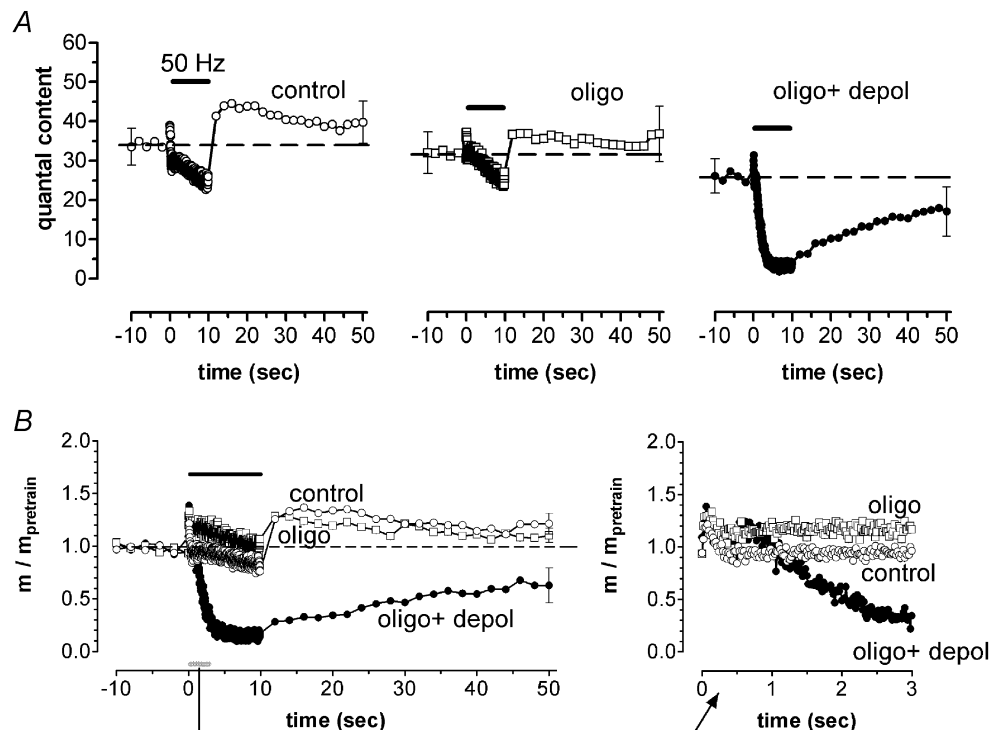 A
60
50
40
30
20
10
0
quantal content
50 Hz
control
oligo
oligo+ depol
-10 0 10 20 30 40 50
-10 0 10 20 30 40 50
-10 0 10 20 30 40 50
time (sec)
time (sec)
time (sec)
B
2.0
1.5
1.0
0.5
0.0
m / mpretrain
control
oligo
oligo+ depol
-10 0 10 20 30 40 50
time (sec)
2.0
1.5
1.0
0.5
0.0
m / mpretrain
oligo
control
oligo+ depol
0 1 2 3
time (sec)